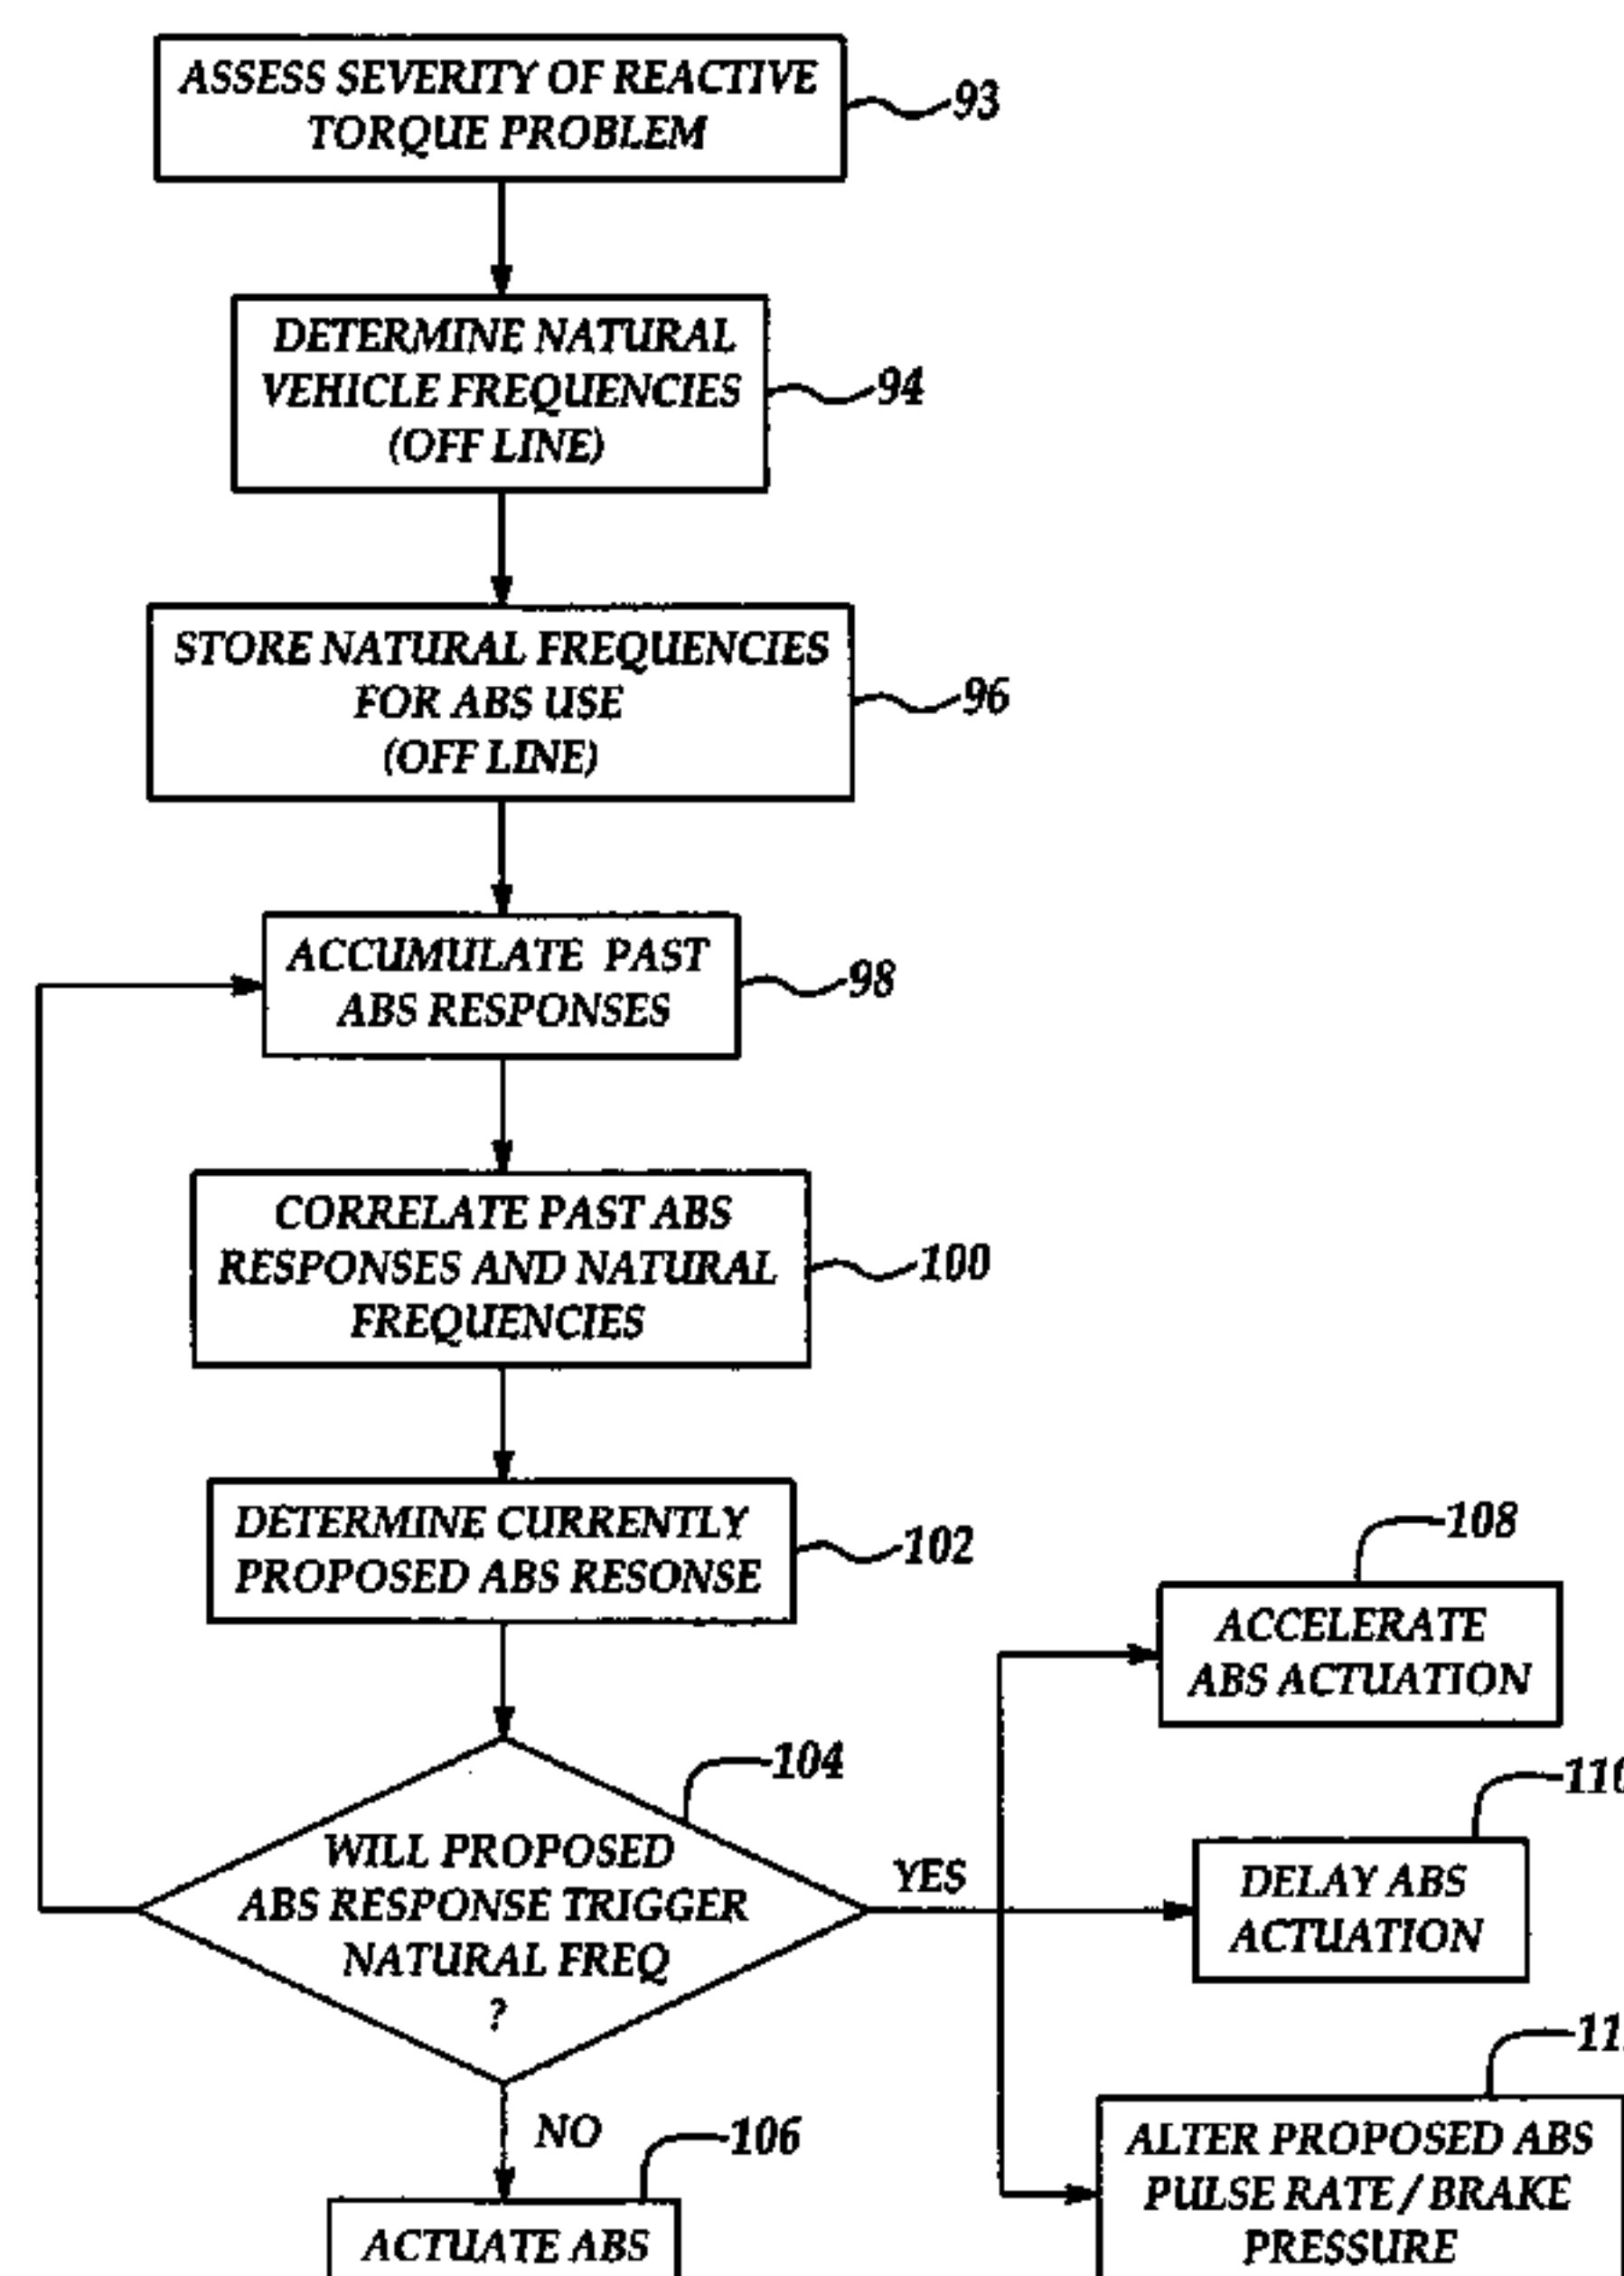 ASSESS SEVERITY OF REACTIVE
TORQUE PROBLEM
93
DETERMINE NATURAL
VEHICLE FREQUENCIES
(OFF LINE)
94
STORE NATURAL FREQUENCIES
FOR ABS USE
(OFF LINE)
96
ACCUMULATE PAST
ABS RESPONSES
98
CORRELATE PAST ABS
RESPONSES AND NATURAL
FREQUENCIES
100
DETERMINE CURRENTLY
PROPOSED ABS RESONSE
102
WILL PROPOSED
ABS RESPONSE TRIGGER
NATURAL FREQ
?
104
YES
NO
ACTUATE ABS
106
108
ACCELERATE
ABS ACTUATION
110
DELAY ABS
ACTUATION
ALTER PROPOSED ABS
PULSE RATE / BRAKE
PRESSURE